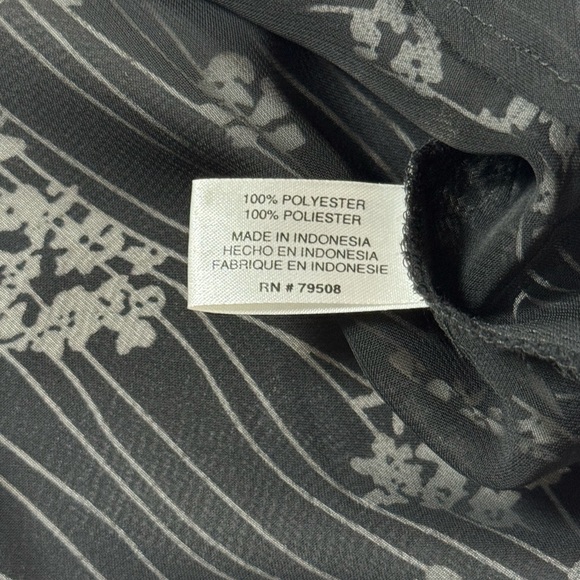 100% POLYESTER
100% POLIESTER
MADE IN INDONESIA
HECHO EN INDONESIA
FABRIQUE EN INDONESIE
RN # 79508